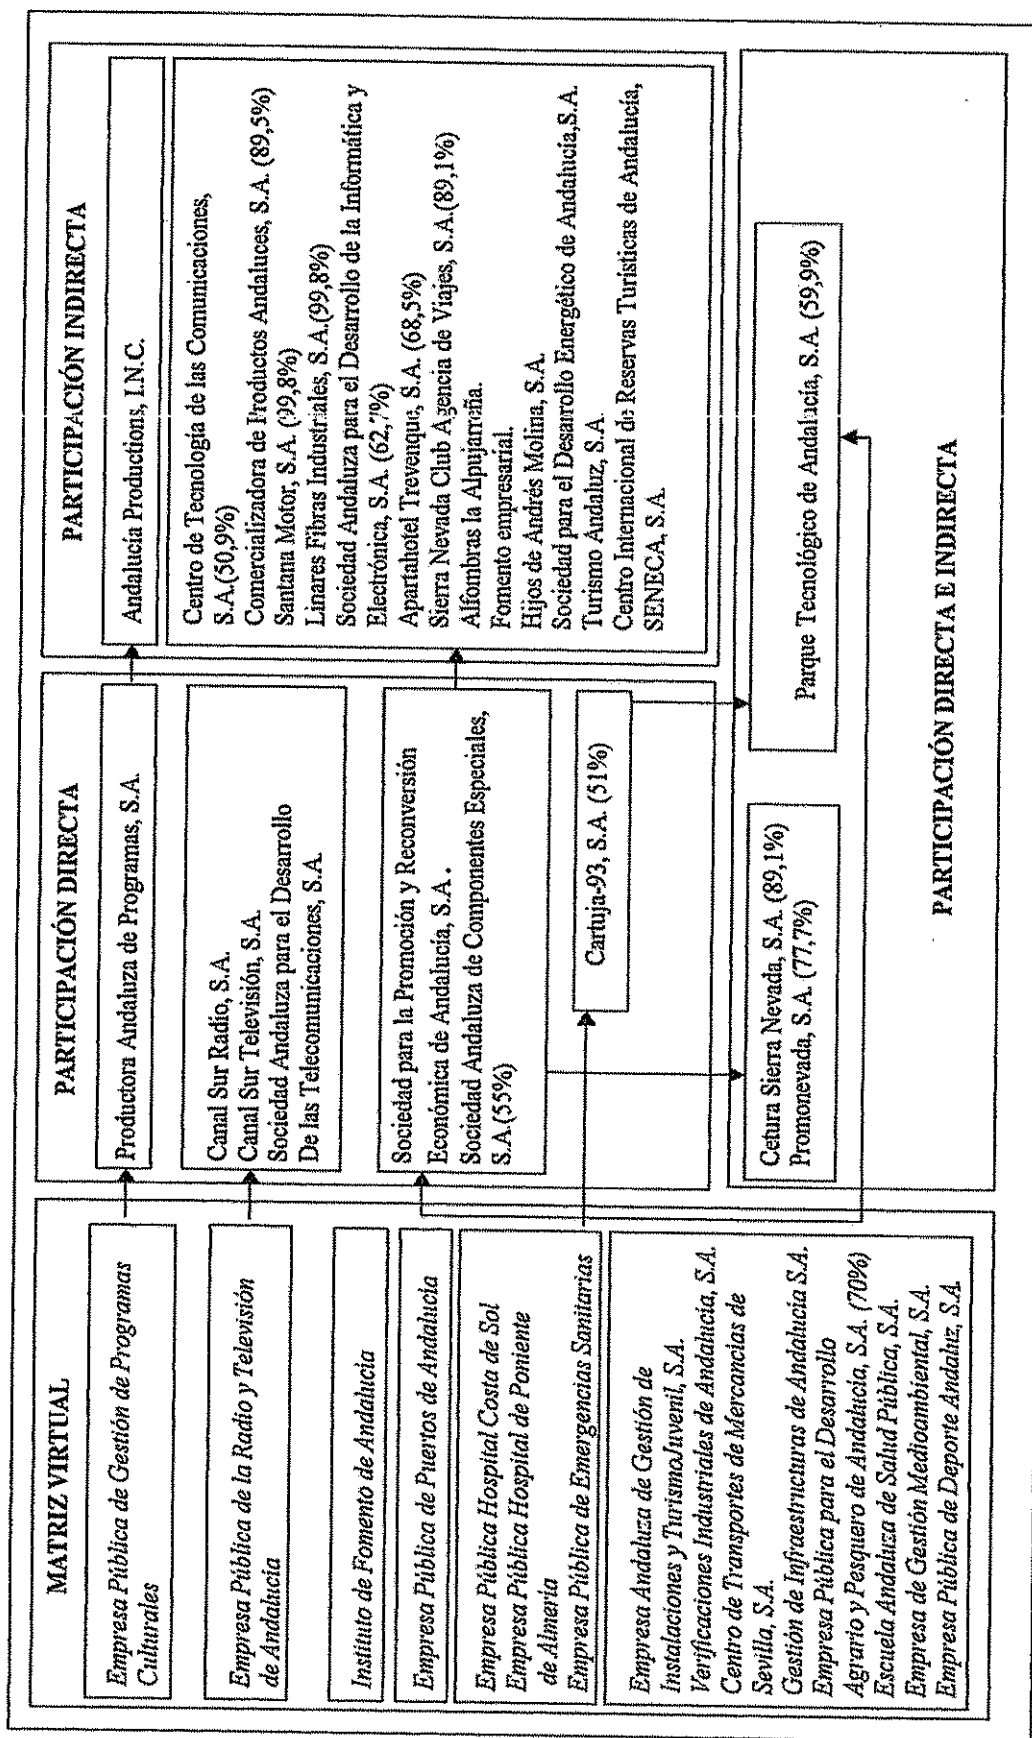 MATRIZ VIRTUAL
Empresa Pública de Gestión de Programas
Culturales
Empresa Pública de la Radio y Televisión
de Andalucía
Instituto de Fomento de Andalucía
Empresa Pública de Puertos de Andalucía
Empresa Pública Hospital Costa de Sol
Empresa Pública Hospital de Poniente
de Almería
Empresa Pública de Emergencias Sanitarias
Empresa Andaluza de Gestión de
Instalaciones y TurismoJuvenil, S.A.
Verificaciones Industriales de Andalucía, S.A.
Centro de Transportes de Mercancías de
Sevilla, S.A.
Gestión de Infraestructuras de Andalucía S.A.
Empresa Pública para el Desarrollo
Agrario y Pesquero de Andalucía, S.A. (70%)
Escuela Andaluza de Salud Pública, S.A.
Empresa de Gestión Medioambiental, S.A.
Empresa Pública de Deporte Andaluz, S.A
PARTICIPACIÓN DIRECTA
Productora Andaluza de Programas, S.A.
Canal Sur Radio, S.A.
Canal Sur Televisión, S.A.
Sociedad Andaluza para el Desarrollo
De las Telecomunicaciones, S.A.
Sociedad para la Promoción y Reconversión
Económica de Andalucía, S.A.
Sociedad Andaluza de Componentes Especiales,
S.A.(55%)
Cartuja-93, S.A. (51%)
PARTICIPACIÓN INDIRECTA
Andalucía Productions, I.N.C.
Centro de Tecnología de las Comunicaciones,
S.A.(50,9%)
Comercializadora de Productos Andaluces, S.A. (89,5%)
Santana Motor, S.A. (99,8%)
Linares Fibras Industriales, S.A.(99,8%)
Sociedad Andaluza para el Desarrollo de la Informática y
Electrónica, S.A. (62,7%)
Apartahotel Trevenque, S.A. (68,5%)
Sierra Nevada Club Agencia de Viajes, S.A.(89,1%)
Alfombras la Alpujarreña.
Fomento empresarial.
Hijos de Andrés Molina, S.A.
Sociedad para el Desarrollo Energético de Andalucía,S.A.
Turismo Andaluz, S.A.
Centro Internacional de Reservas Turísticas de Andalucía,
SENECA, S.A.
Cetura Sierra Nevada, S.A. (89,1%)
Promonevada, S.A. (77,7%)
Parque Tecnológico de Andalucía, S.A. (59,9%)
PARTICIPACIÓN DIRECTA E INDIRECTA